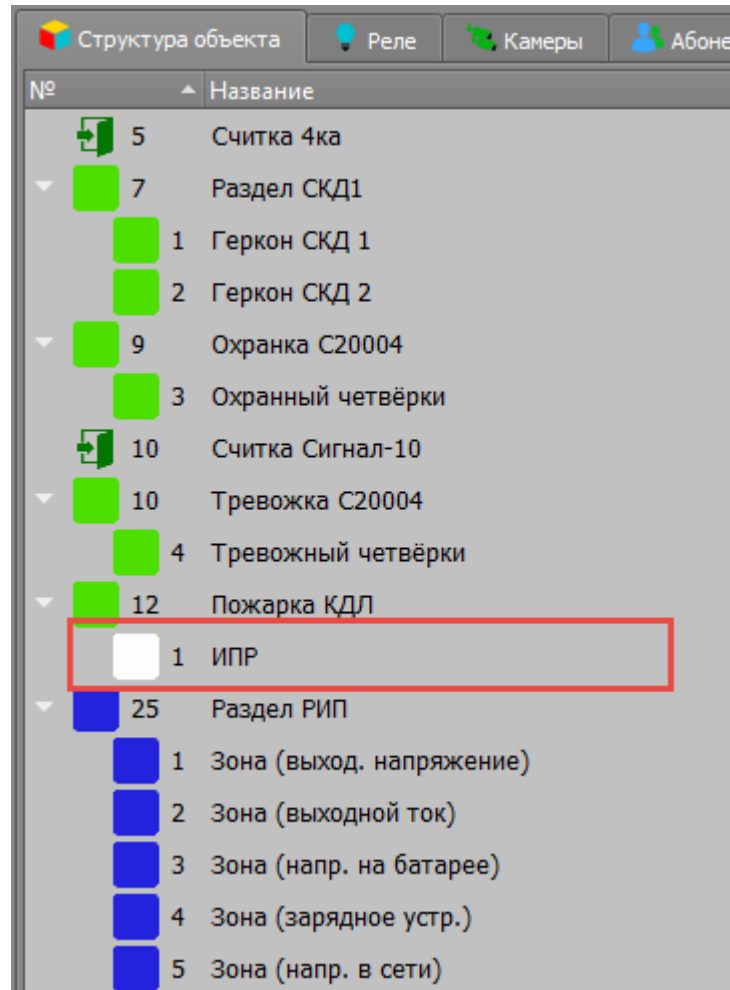 Структура объекта Реле Камеры Абоне
№ Название
5 Считка 4ка
7 Раздел СКД1
1 Геркон СКД 1
2 Геркон СКД 2
9 Охранка С20004
3 Охранный четвёрки
10 Считка Сигнал-10
10 Тревожка С20004
4 Тревожный четвёрки
12 Пожарка КДЛ
1 ИПР
25 Раздел РИП
1 Зона (выход. напряжение)
2 Зона (выходной ток)
3 Зона (напр. на батарее)
4 Зона (зарядное устр.)
5 Зона (напр. в сети)